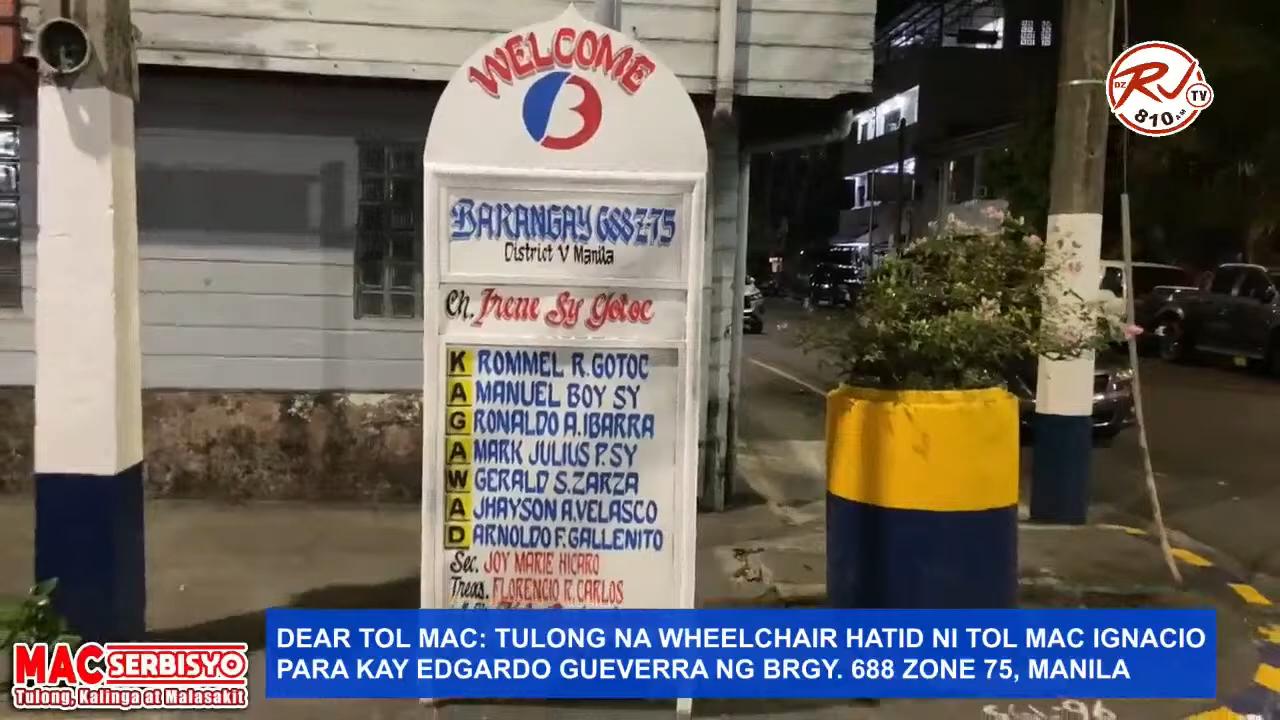 WELCOME
B
BARANGAY 688 Z-75
District V Manila
Ch. Irene Sy Gotoc
K ROMMEL R. GOTOC
A MANUEL BOY SY
G RONALDO A. IBARRA
A MARK JULIUS P. SY
W GERALD S. ZARZA
A JHAYSON A. VELASCO
D ARNOLDO F. GALLENITO
Sec. JOY MARIE HICARO
Treas. FLORENCIO R. CARLOS
DZ RJ TV
810 AM
DEAR TOL MAC: TULONG NA WHEELCHAIR HATID NI TOL MAC IGNACIO
PARA KAY EDGARDO GUEVERRA NG BRGY. 688 ZONE 75, MANILA
MAC SERBISYO
Tulong, Kalinga at Malasakit